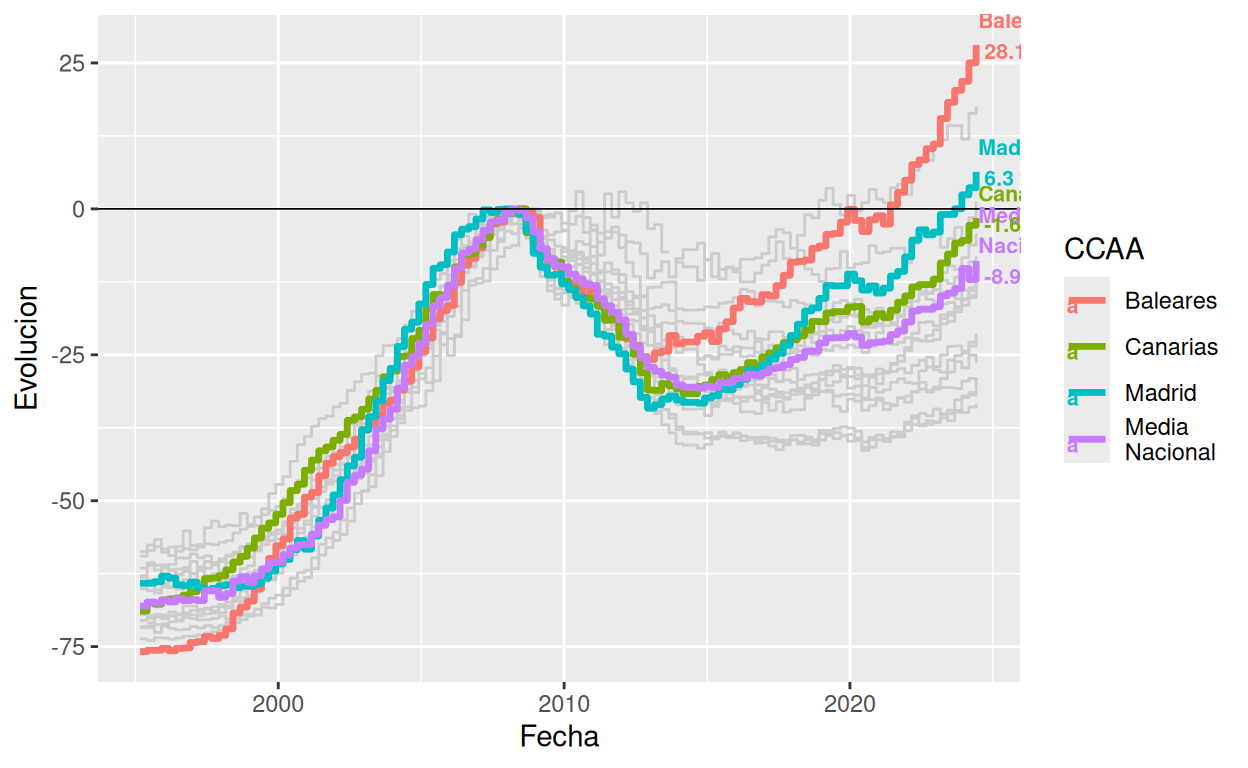 Evolucion
25
0
-25
-50
-75
2000
2010
2020
Fecha
Bale
28.1
Mad
6.3
Cana
-1.6
Med
Naci
-8.9
CCAA
a Baleares
a Canarias
a Madrid
a Media
Nacional